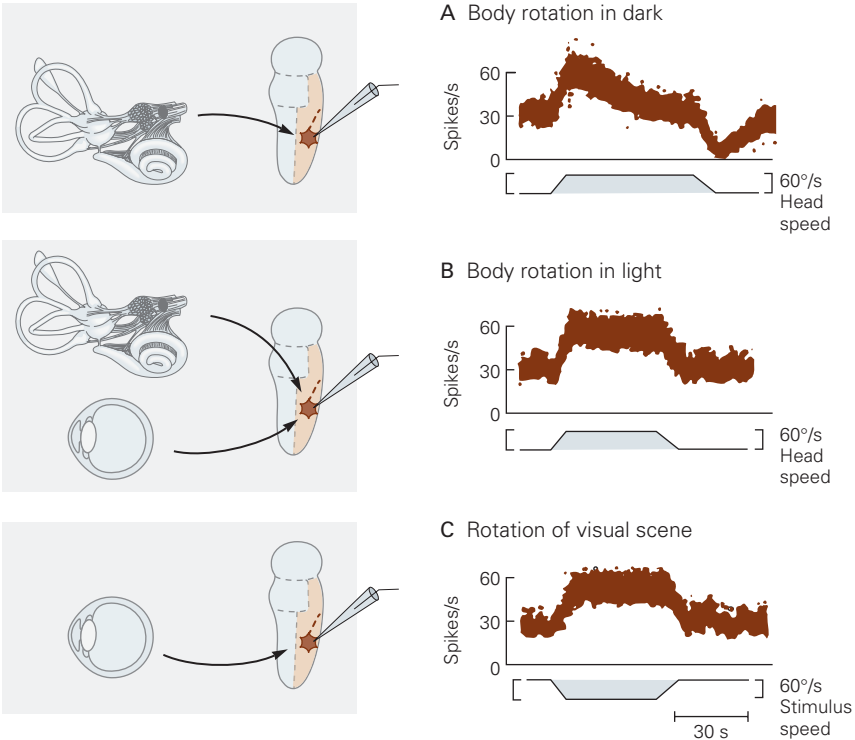 A Body rotation in dark
Spikes/s
60
30
0
60°/s
Head
speed
B Body rotation in light
Spikes/s
60
30
0
60°/s
Head
speed
C Rotation of visual scene
Spikes/s
60
30
0
60°/s
Stimulus
speed
30 s